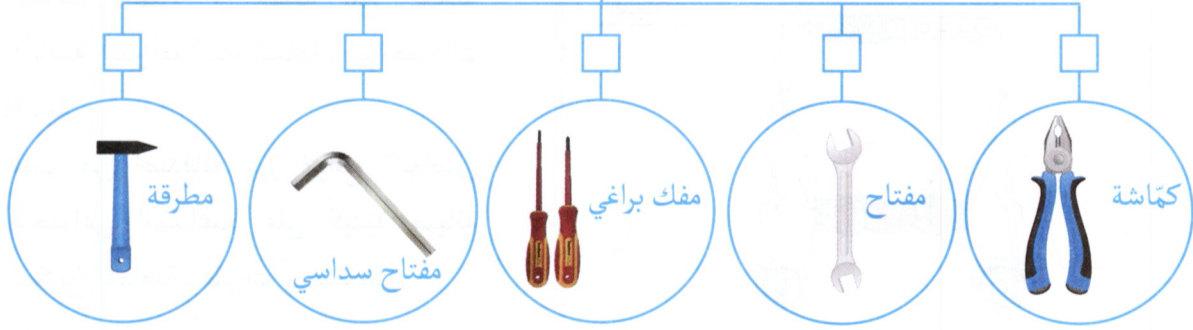 كمّاشة
مفتاح
مفك براغي
مفتاح سداسي
مطرقة